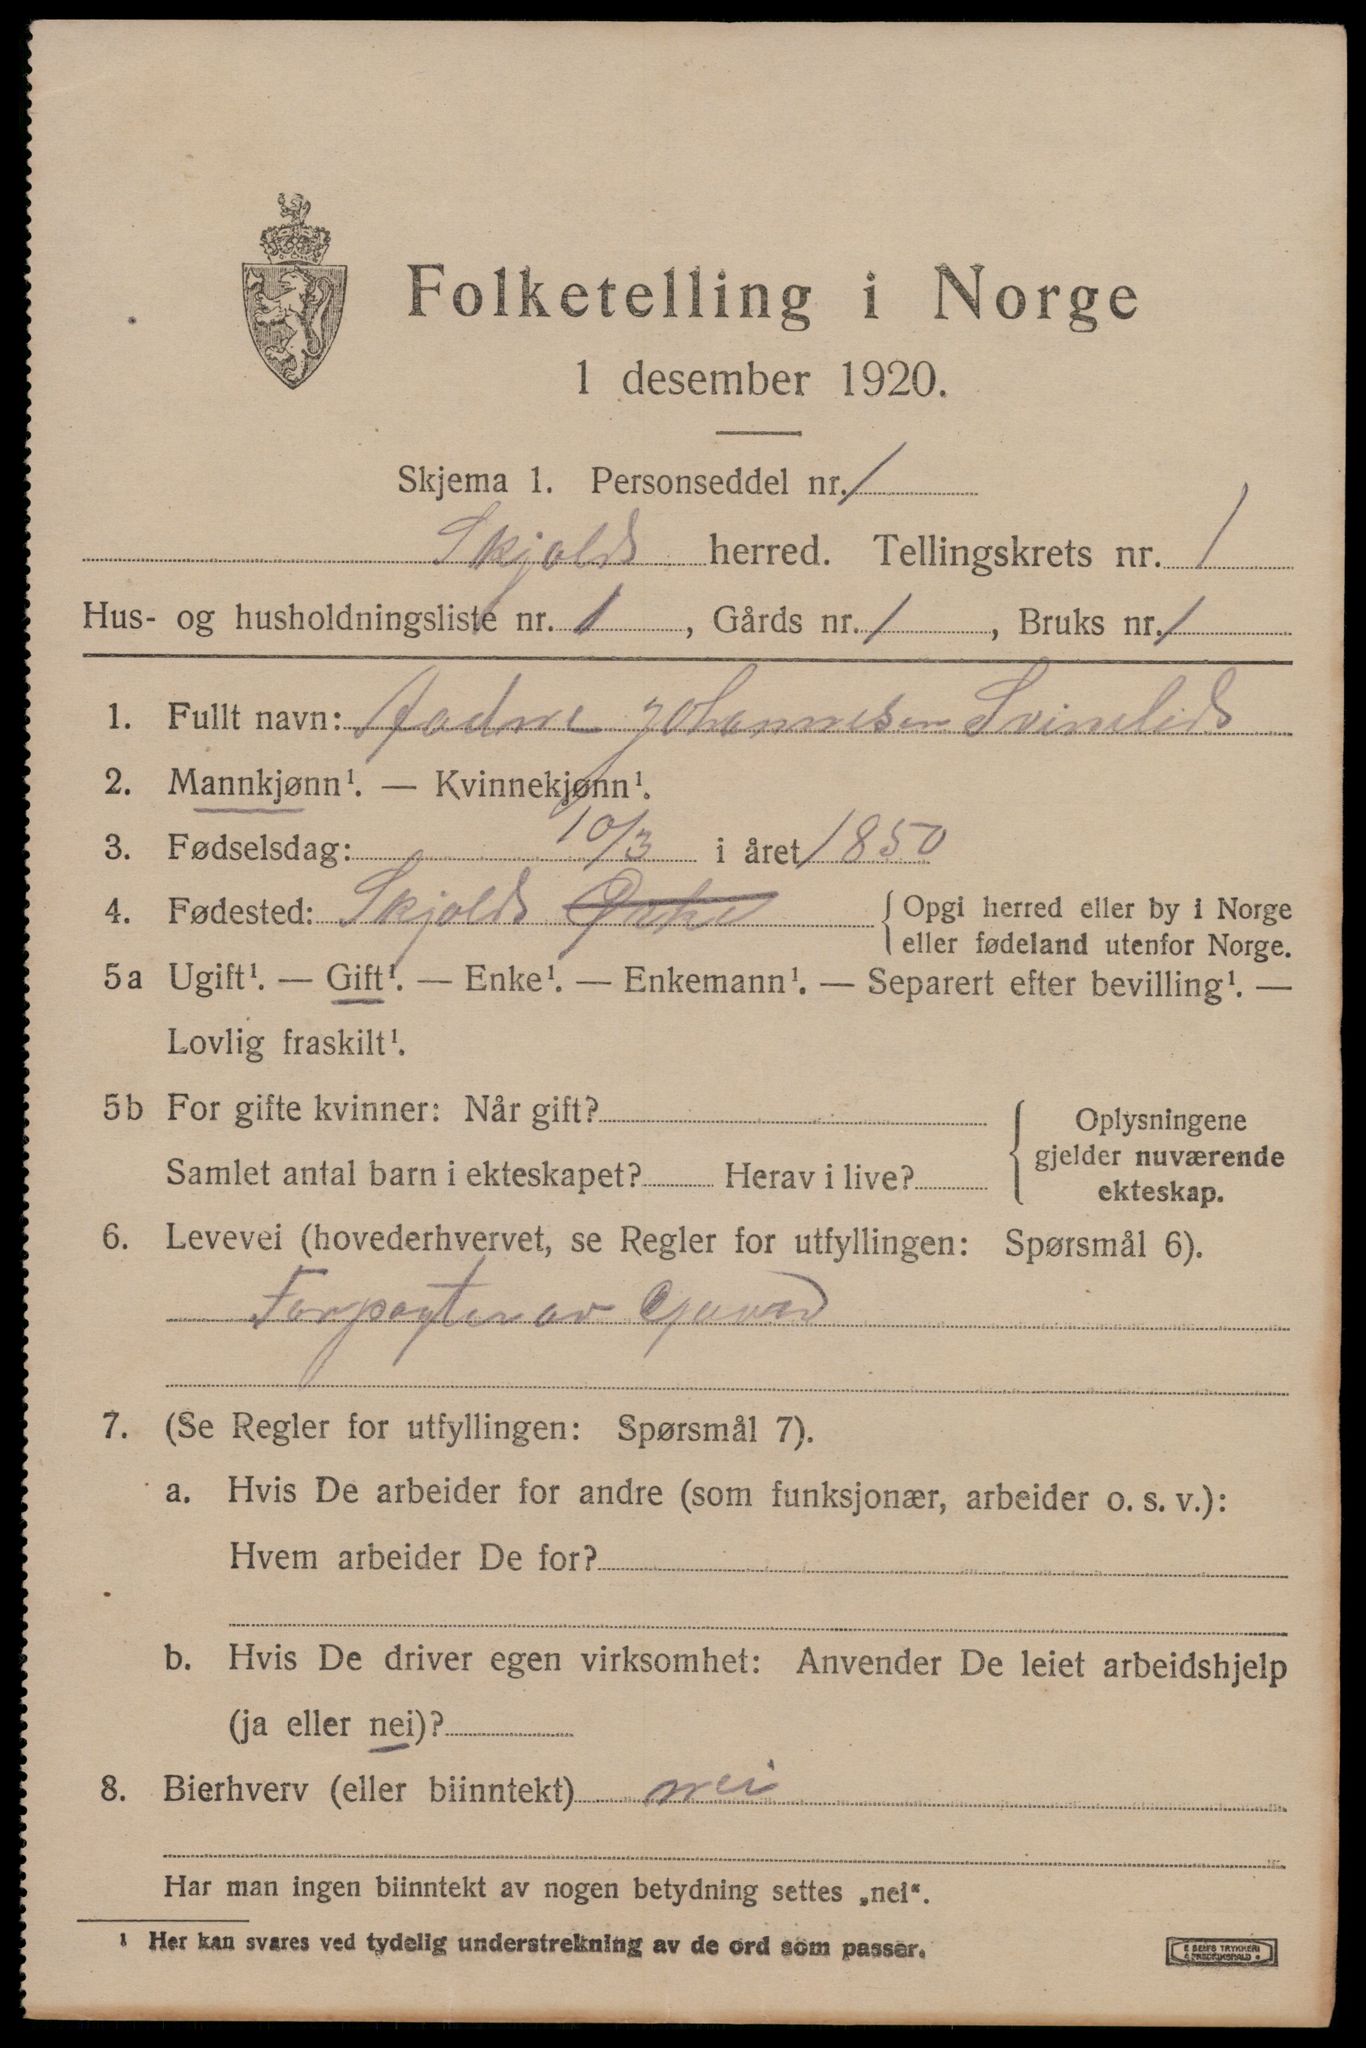 Folketelling i Norge
1 desember 1920.
Skjema 1. Personseddel nr. 1
Skjold herred. Tellingskrets nr. 1
Hus- og husholdningsliste nr. 1, Gårds nr. 1, Bruks nr. 1
1. Fullt navn: Aadne Johannesen Svinelid
2. Mannkjønn¹. — Kvinnekjønn¹.
3. Fødselsdag: 10/3 i året 1850
4. Fødested: Skjold
{ Opgi herred eller by i Norge
eller fødeland utenfor Norge.
5a Ugift¹. — Gift¹. — Enke¹. — Enkemann¹. — Separert efter bevilling¹. —
Lovlig fraskilt¹.
5b For gifte kvinner: Når gift?
Samlet antal barn i ekteskapet? Herav i live?
{ Oplysningene
gjelder nuværende
ekteskap.
6. Levevei (hovederhvervet, se Regler for utfyllingen: Spørsmål 6).
Forpagter av Gaard
7. (Se Regler for utfyllingen: Spørsmål 7).
a. Hvis De arbeider for andre (som funksjonær, arbeider o. s. v.):
Hvem arbeider De for?
b. Hvis De driver egen virksomhet: Anvender De leiet arbeidshjelp
(ja eller nei)?
8. Bierhverv (eller biinntekt) nei
Har man ingen biinntekt av nogen betydning settes „nei“.
¹ Her kan svares ved tydelig understrekning av de ord som passer.